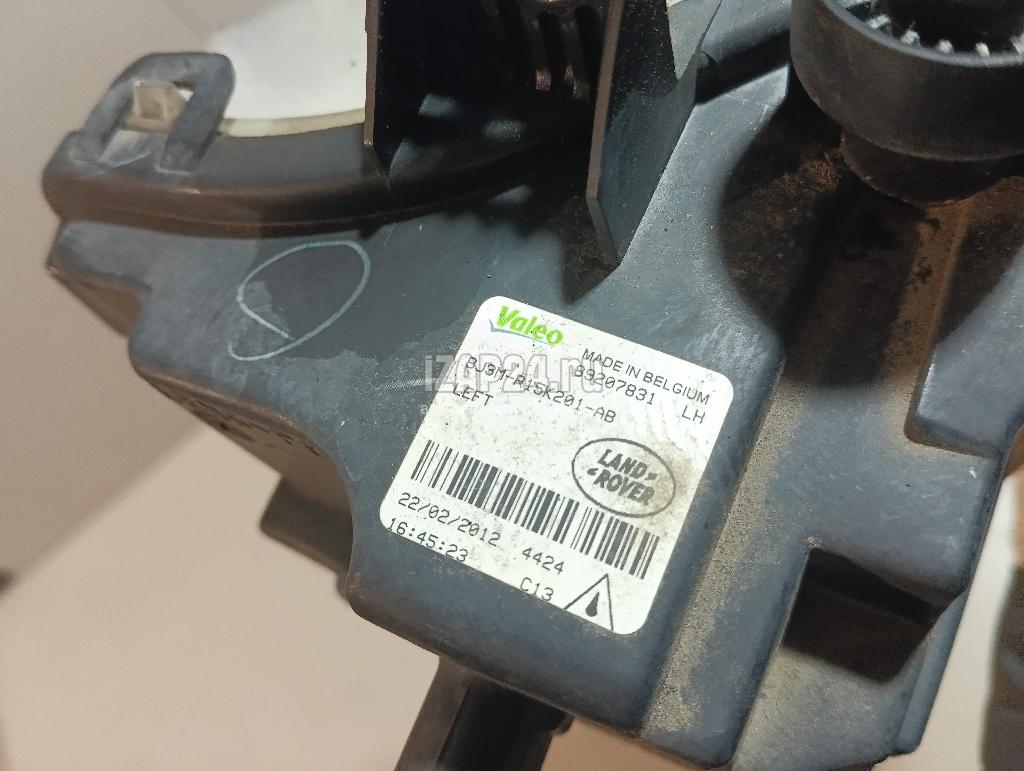 Valeo
MADE IN BELGIUM
89207831 LH
BJ3M-R15K201-AB
LEFT
LAND
ROVER
22/02/2012 4424
16:45:23 C13
iZAP24.ru